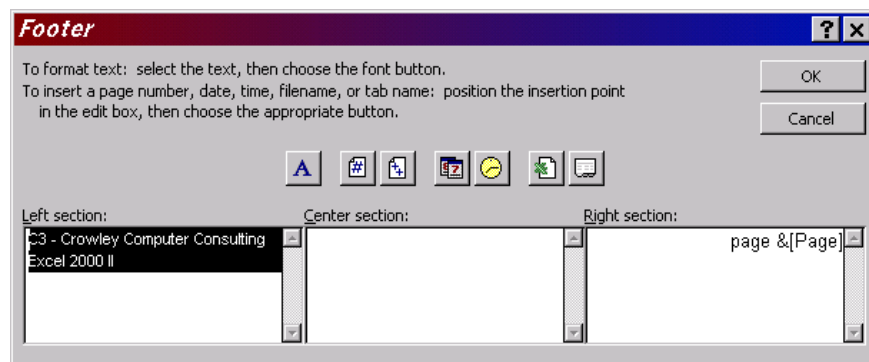 Footer
To format text: select the text, then choose the font button.
To insert a page number, date, time, filename, or tab name: position the insertion point
in the edit box, then choose the appropriate button.
OK
Cancel
A
Left section:
Center section:
Right section:
C3 - Crowley Computer Consulting
Excel 2000 II
page &[Page]